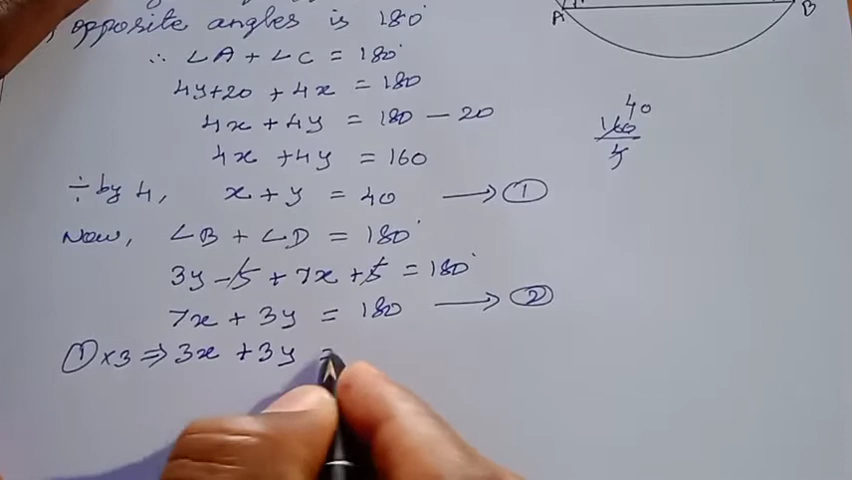 opposite angles is 180°
A B
∴ ∠A + ∠C = 180°
4y+20 + 4x = 180
4x + 4y = 180 - 20
4x + 4y = 160
40
160
4
÷ by 4, x + y = 40 → ①
Now, ∠B + ∠D = 180°
3y - 5 + 7x + 5 = 180°
7x + 3y = 180 → ②
① × 3 ⇒ 3x + 3y =